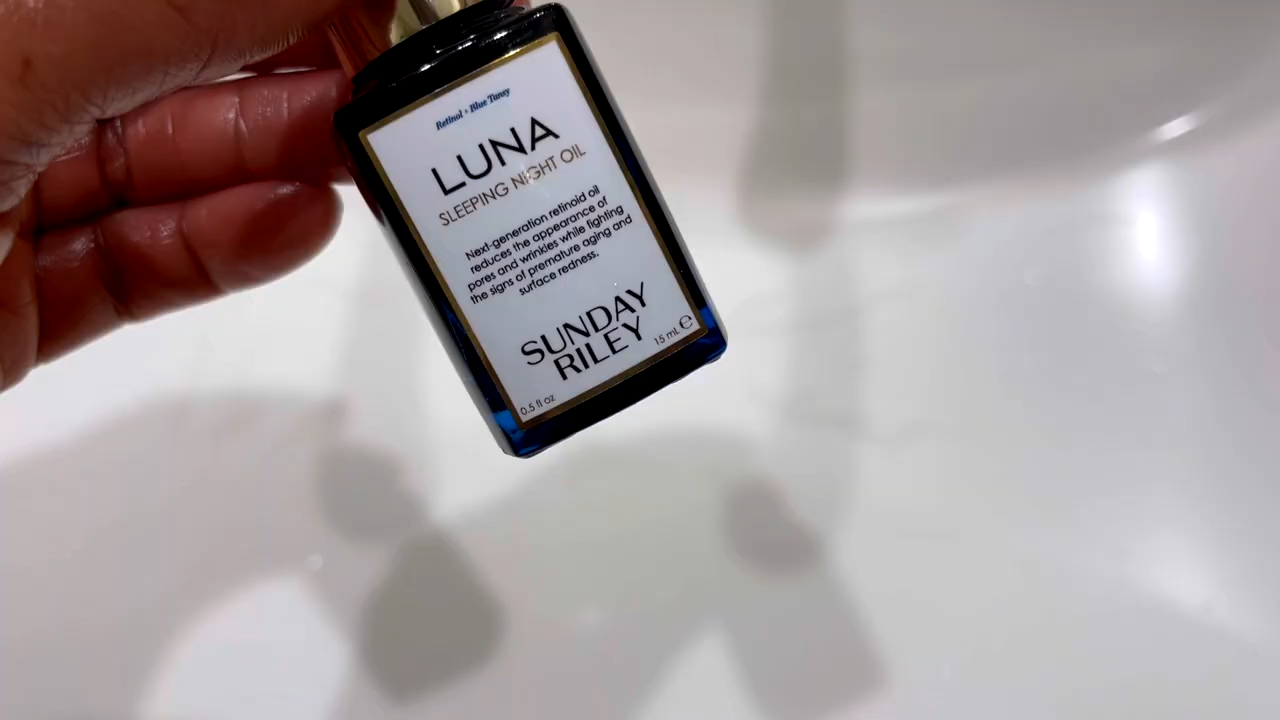 Retinol + Blue Tansy
LUNA
SLEEPING NIGHT OIL
Next-generation retinoid oil
reduces the appearance of
pores and wrinkles while fighting
the signs of premature aging and
surface redness.
SUNDAY
RILEY
0.5 fl oz
15 mL ℮